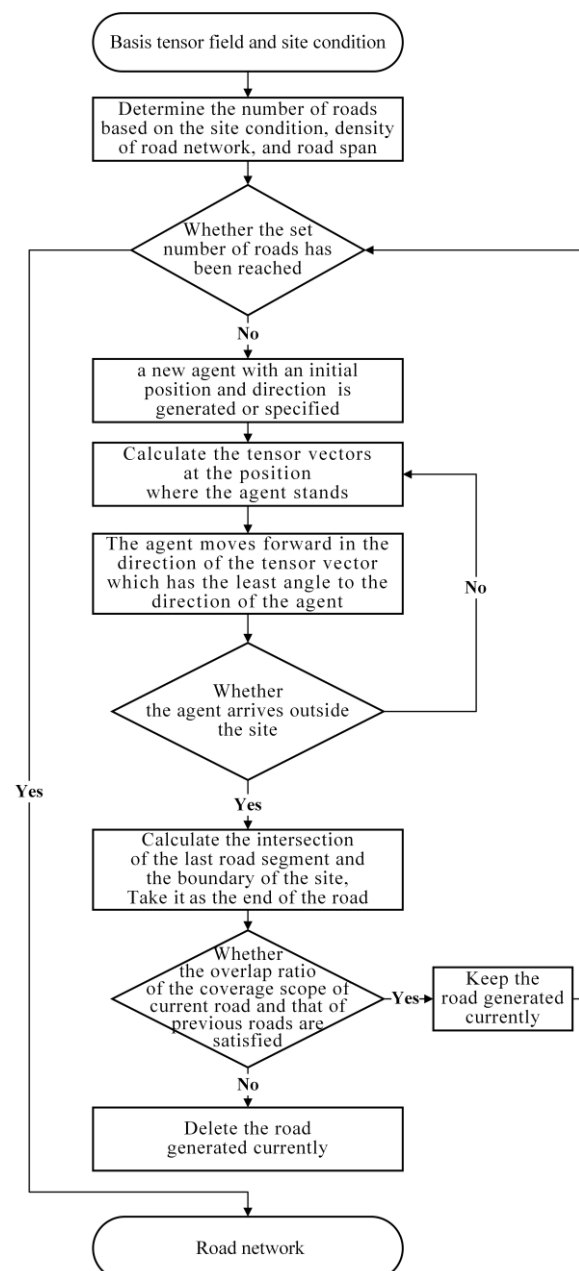 Basis tensor field and site condition
Determine the number of roads
based on the site condition, density
of road network, and road span
Whether the set
number of roads has
been reached
No
a new agent with an initial
position and direction is
generated or specified
Calculate the tensor vectors
at the position
where the agent stands
The agent moves forward in the
direction of the tensor vector
which has the least angle to the
direction of the agent
No
Whether
the agent arrives outside
the site
Yes
Yes
Calculate the intersection
of the last road segment and
the boundary of the site,
Take it as the end of the road
Whether
the overlap ratio
of the coverage scope of
current road and that of
previous roads are
satisfied
Yes
Keep the
road generated
currently
No
Delete the road
generated currently
Road network